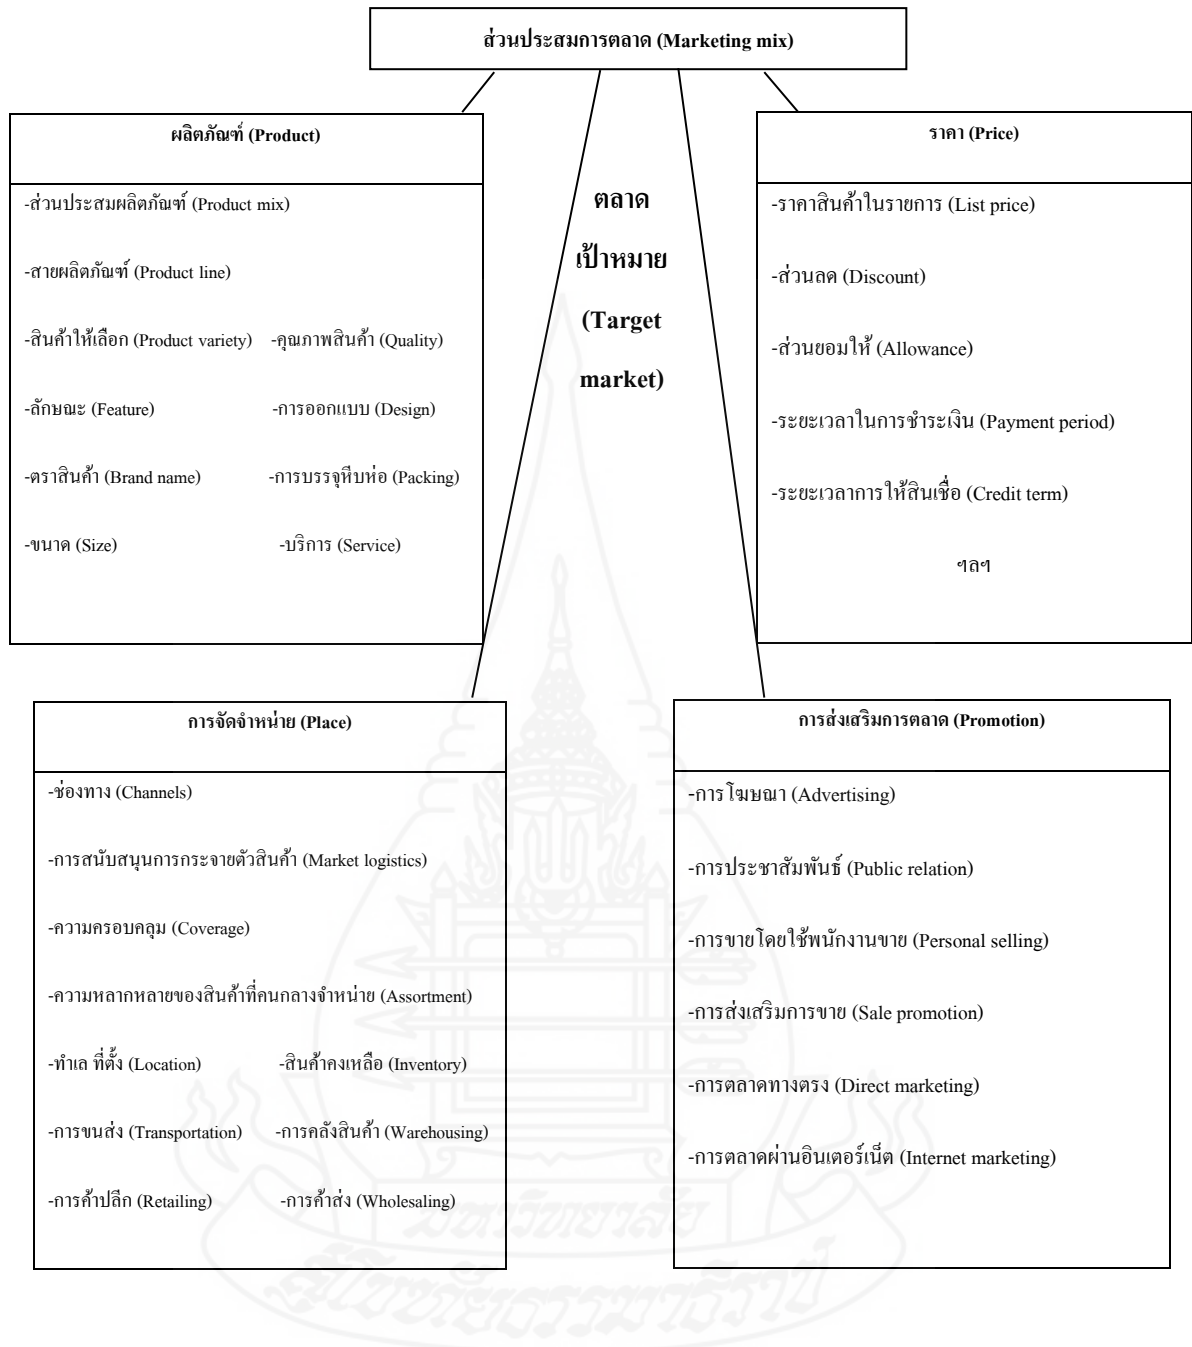 ส่วนประสมการตลาด (Marketing mix)
ผลิตภัณฑ์ (Product)
-ส่วนประสมผลิตภัณฑ์ (Product mix)
-สายผลิตภัณฑ์ (Product line)
-สินค้าให้เลือก (Product variety) -คุณภาพสินค้า (Quality)
-ลักษณะ (Feature) -การออกแบบ (Design)
-ตราสินค้า (Brand name) -การบรรจุหีบห่อ (Packing)
-ขนาด (Size) -บริการ (Service)
ตลาด
เป้าหมาย
(Target
market)
ราคา (Price)
-ราคาสินค้าในรายการ (List price)
-ส่วนลด (Discount)
-ส่วนยอมให้ (Allowance)
-ระยะเวลาในการชำระเงิน (Payment period)
-ระยะเวลาการให้สินเชื่อ (Credit term)
ฯลฯ
การจัดจำหน่าย (Place)
-ช่องทาง (Channels)
-การสนับสนุนการกระจายตัวสินค้า (Market logistics)
-ความครอบคลุม (Coverage)
-ความหลากหลายของสินค้าที่คนกลางจำหน่าย (Assortment)
-ทำเล ที่ตั้ง (Location) -สินค้าคงเหลือ (Inventory)
-การขนส่ง (Transportation) -การคลังสินค้า (Warehousing)
-การค้าปลีก (Retailing) -การค้าส่ง (Wholesaling)
การส่งเสริมการตลาด (Promotion)
-การโฆษณา (Advertising)
-การประชาสัมพันธ์ (Public relation)
-การขายโดยใช้พนักงานขาย (Personal selling)
-การส่งเสริมการขาย (Sale promotion)
-การตลาดทางตรง (Direct marketing)
-การตลาดผ่านอินเตอร์เน็ต (Internet marketing)
มหาวิทยาลัย
สุโขทัยธรรมาธิราช